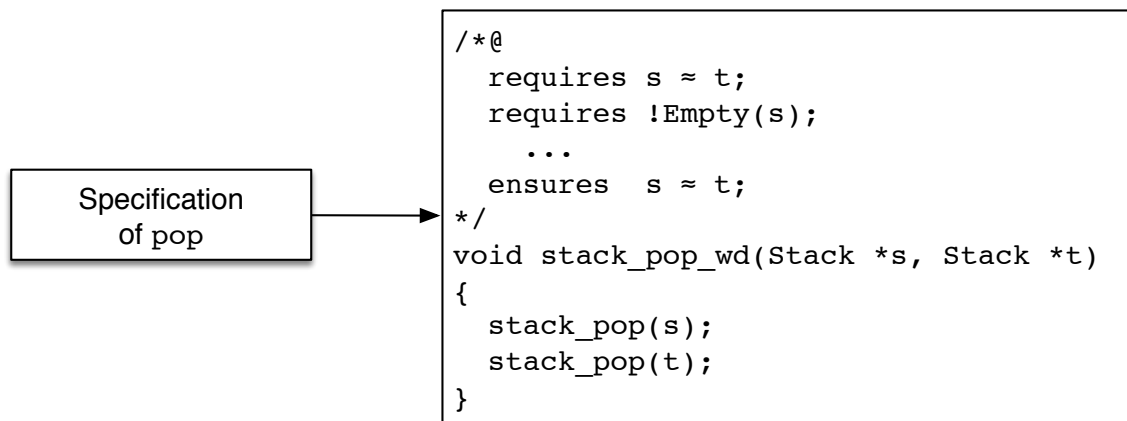 Specification
of pop
/*@
  requires s ≈ t;
  requires !Empty(s);
    ...
  ensures  s ≈ t;
*/
void stack_pop_wd(Stack *s, Stack *t)
{
  stack_pop(s);
  stack_pop(t);
}